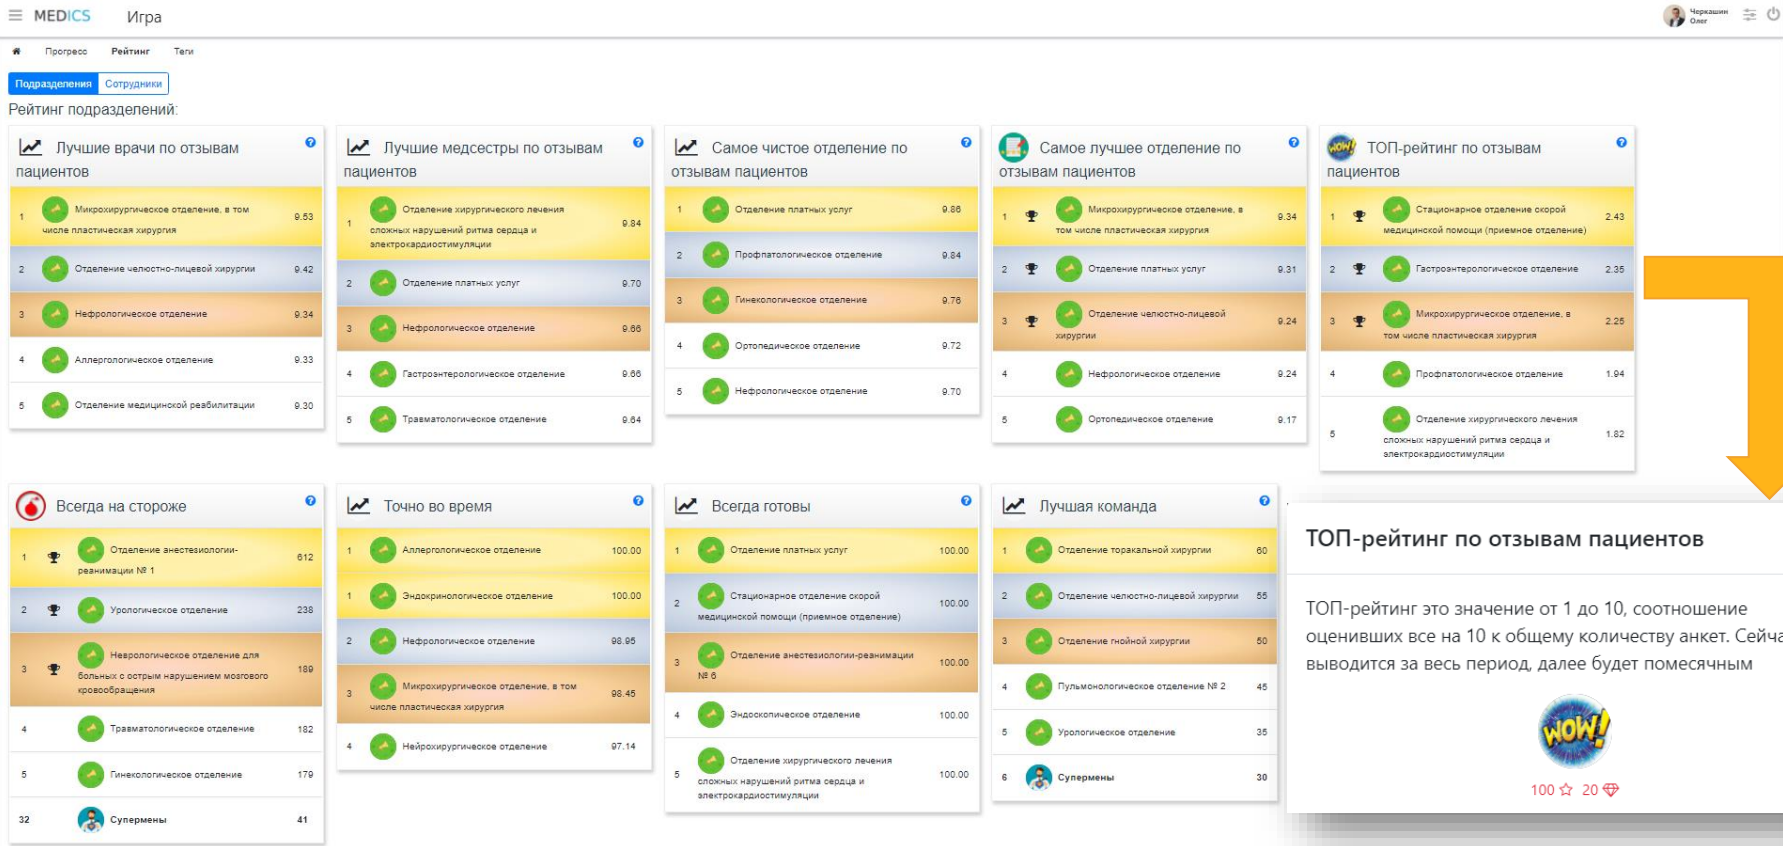 MEDICS Игра
Черкашин
Олег
Прогресс Рейтинг Теги
Подразделения Сотрудники
Рейтинг подразделений:
Лучшие врачи по отзывам
пациентов
1 Микрохирургическое отделение, в том
числе пластическая хирургия 9.53
2 Отделение челюстно-лицевой хирургии 9.42
3 Нефрологическое отделение 9.34
4 Аллергологическое отделение 9.33
5 Отделение медицинской реабилитации 9.30
Лучшие медсестры по отзывам
пациентов
1 Отделение хирургического лечения
сложных нарушений ритма сердца и 9.84
электрокардиостимуляции
2 Отделение платных услуг 9.70
3 Нефрологическое отделение 9.66
4 Гастроэнтерологическое отделение 9.66
5 Травматологическое отделение 9.64
Самое чистое отделение по
отзывам пациентов
1 Отделение платных услуг 9.86
2 Профпатологическое отделение 9.84
3 Гинекологическое отделение 9.76
4 Ортопедическое отделение 9.72
5 Нефрологическое отделение 9.70
Самое лучшее отделение по
отзывам пациентов
1 Микрохирургическое отделение, в
том числе пластическая хирургия 9.34
2 Отделение платных услуг 9.31
3 Отделение челюстно-лицевой
хирургии 9.24
4 Нефрологическое отделение 9.24
5 Ортопедическое отделение 9.17
WOW! ТОП-рейтинг по отзывам
пациентов
1 Стационарное отделение скорой
медицинской помощи (приемное отделение) 2.43
2 Гастроэнтерологическое отделение 2.35
3 Микрохирургическое отделение, в
том числе пластическая хирургия 2.25
4 Профпатологическое отделение 1.94
5 Отделение хирургического лечения
сложных нарушений ритма сердца и 1.82
электрокардиостимуляции
Всегда на стороже
1 Отделение анестезиологии-
реанимации № 1 612
2 Урологическое отделение 238
3 Неврологическое отделение для
больных с острым нарушением мозгового 189
кровообращения
4 Травматологическое отделение 182
5 Гинекологическое отделение 179
32 Супермены 41
Точно во время
1 Аллергологическое отделение 100.00
1 Эндокринологическое отделение 100.00
2 Нефрологическое отделение 98.95
3 Микрохирургическое отделение, в том
числе пластическая хирургия 98.45
4 Нейрохирургическое отделение 97.14
Всегда готовы
1 Отделение платных услуг 100.00
2 Стационарное отделение скорой
медицинской помощи (приемное отделение) 100.00
3 Отделение анестезиологии-реанимации
№ 6 100.00
4 Эндоскопическое отделение 100.00
5 Отделение хирургического лечения
сложных нарушений ритма сердца и 100.00
электрокардиостимуляции
Лучшая команда
1 Отделение торакальной хирургии 60
2 Отделение челюстно-лицевой хирургии 55
3 Отделение гнойной хирургии 50
4 Пульмонологическое отделение № 2 45
5 Урологическое отделение 35
6 Супермены 30
ТОП-рейтинг по отзывам пациентов
ТОП-рейтинг это значение от 1 до 10, соотношение
оценивших все на 10 к общему количеству анкет. Сейча
выводится за весь период, далее будет помесячным
WOW!
100 20